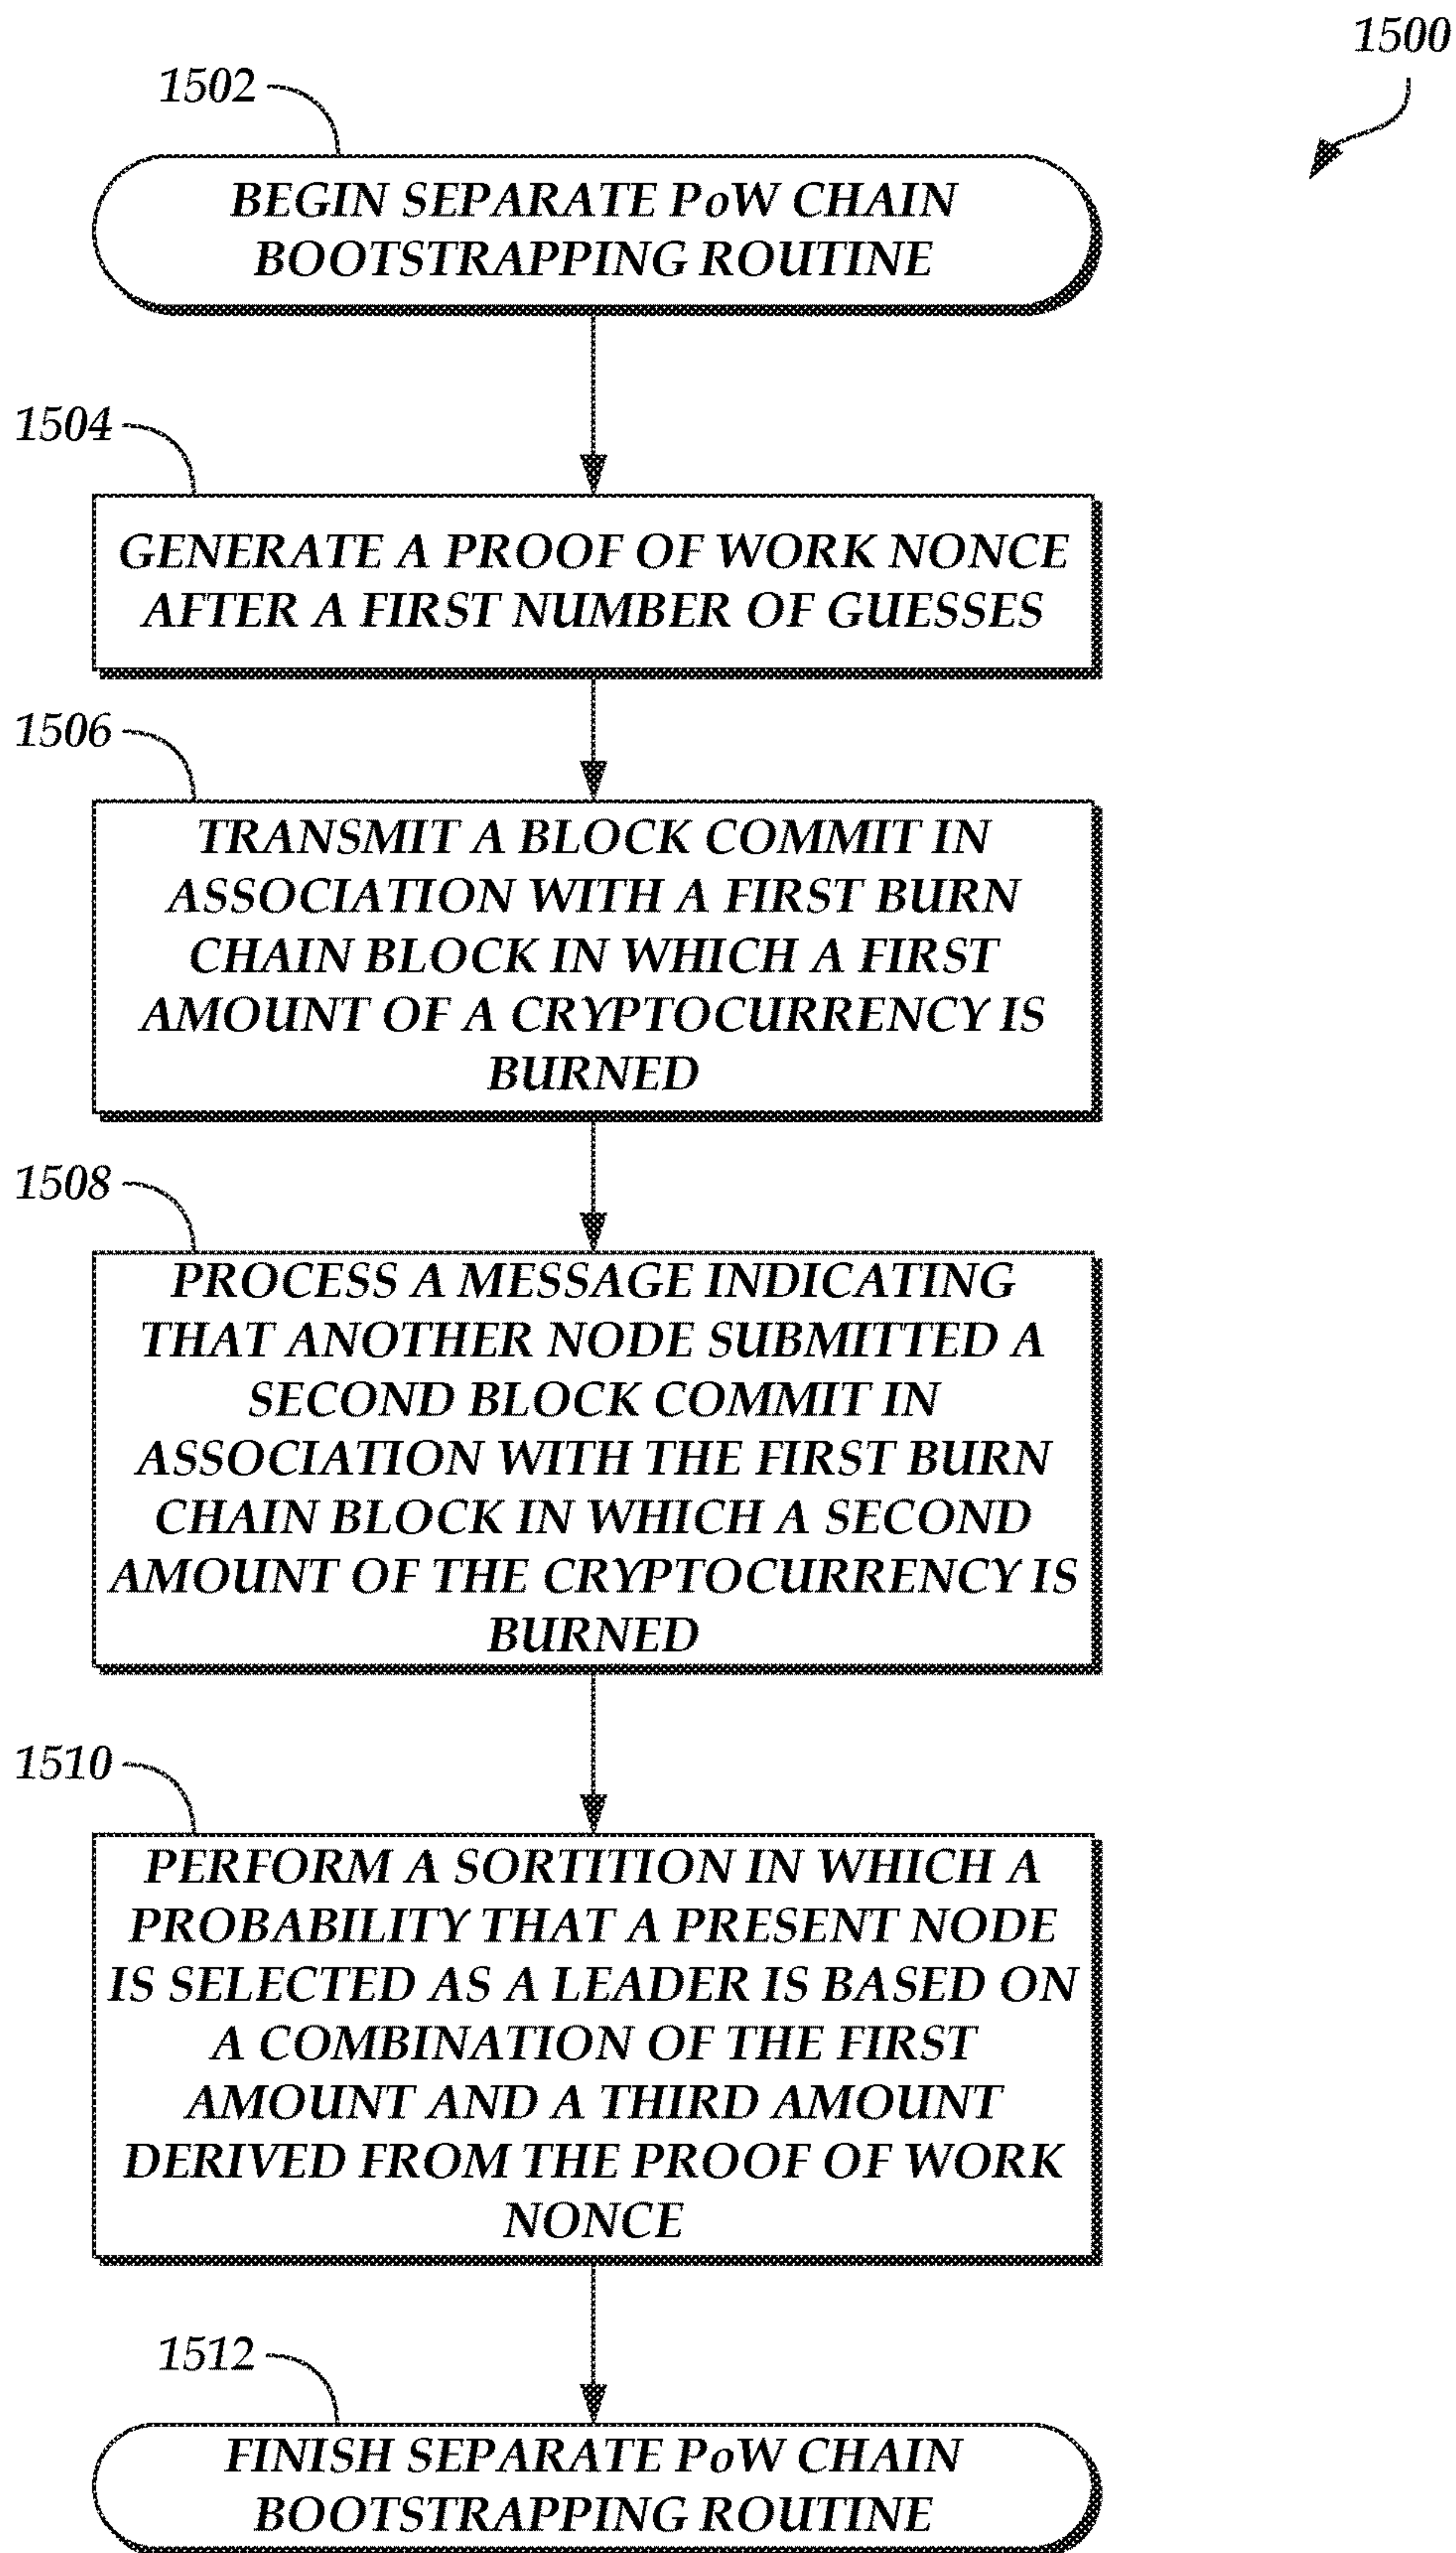 1500
1502
BEGIN SEPARATE PoW CHAIN
BOOTSTRAPPING ROUTINE
1504
GENERATE A PROOF OF WORK NONCE
AFTER A FIRST NUMBER OF GUESSES
1506
TRANSMIT A BLOCK COMMIT IN
ASSOCIATION WITH A FIRST BURN
CHAIN BLOCK IN WHICH A FIRST
AMOUNT OF A CRYPTOCURRENCY IS
BURNED
1508
PROCESS A MESSAGE INDICATING
THAT ANOTHER NODE SUBMITTED A
SECOND BLOCK COMMIT IN
ASSOCIATION WITH THE FIRST BURN
CHAIN BLOCK IN WHICH A SECOND
AMOUNT OF THE CRYPTOCURRENCY IS
BURNED
1510
PERFORM A SORTITION IN WHICH A
PROBABILITY THAT A PRESENT NODE
IS SELECTED AS A LEADER IS BASED ON
A COMBINATION OF THE FIRST
AMOUNT AND A THIRD AMOUNT
DERIVED FROM THE PROOF OF WORK
NONCE
1512
FINISH SEPARATE PoW CHAIN
BOOTSTRAPPING ROUTINE